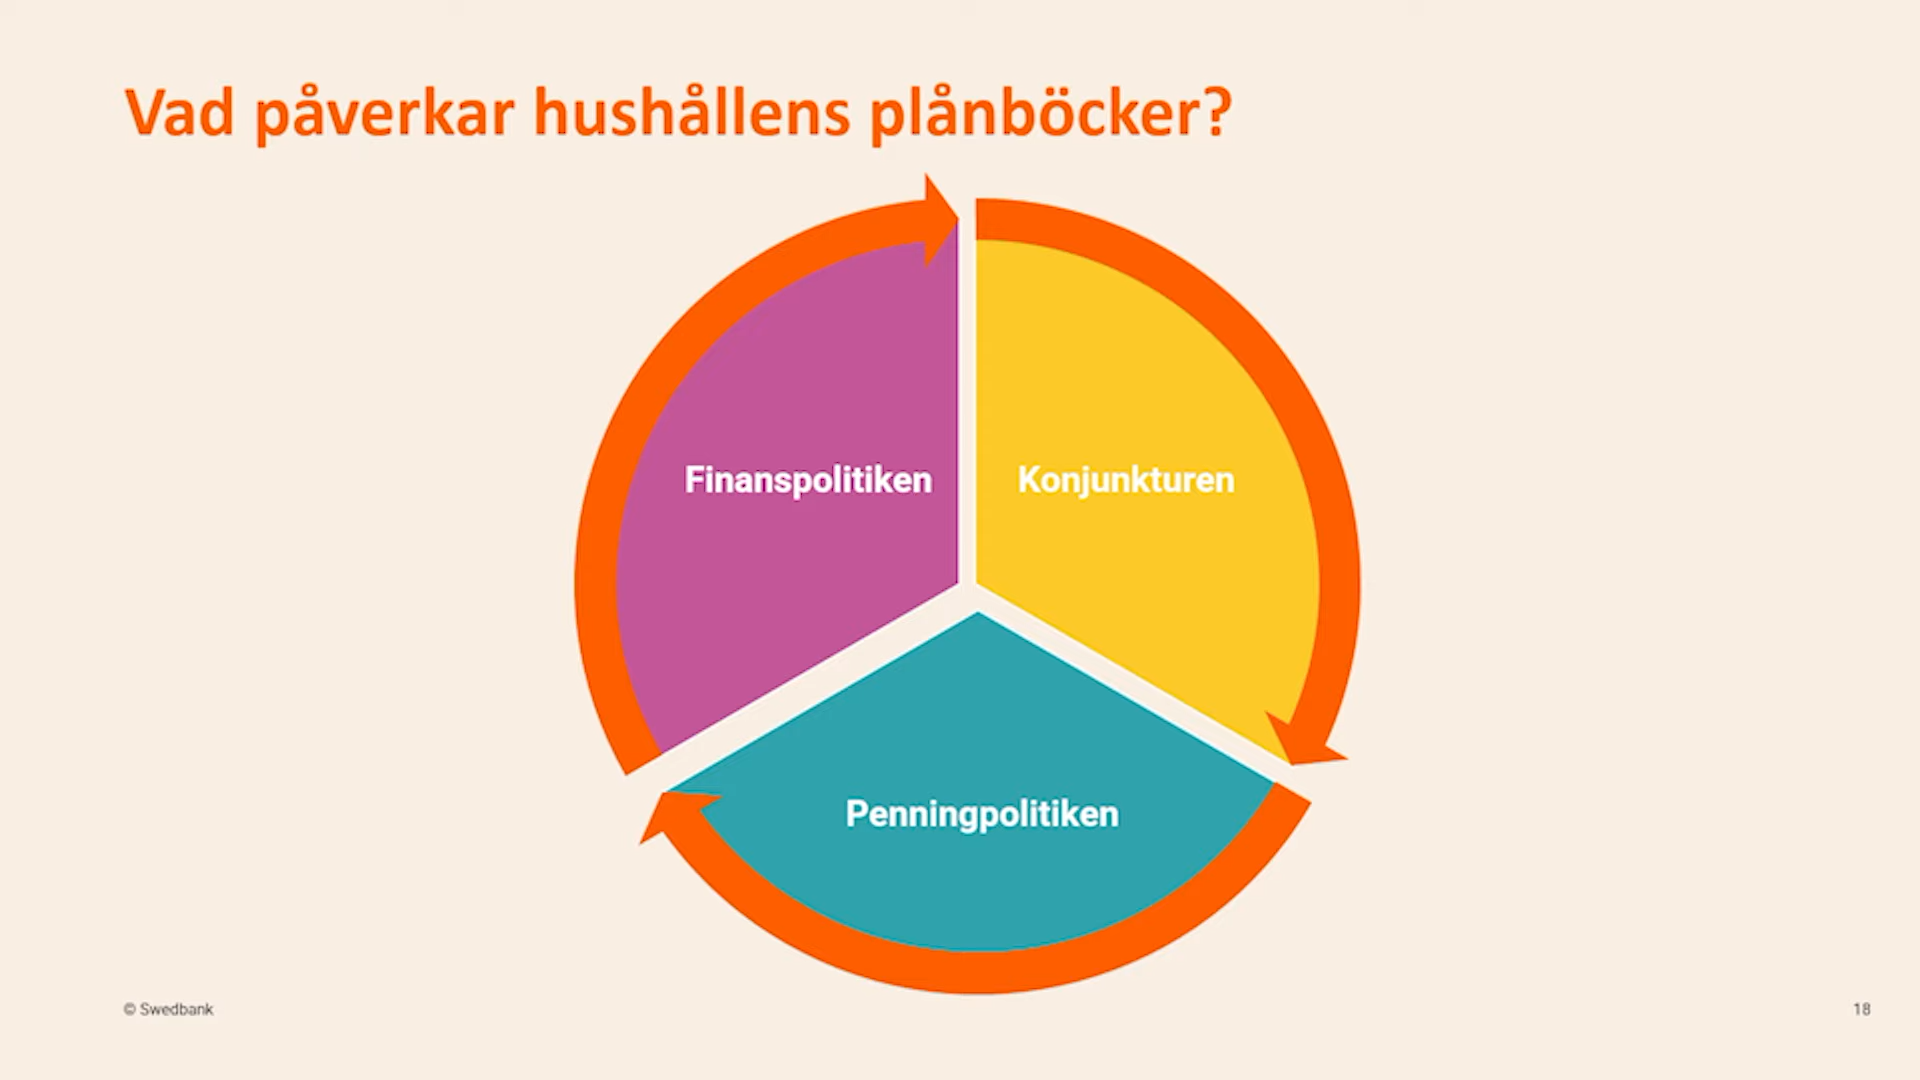 Vad påverkar hushållens plånböcker?
Finanspolitiken
Konjunkturen
Penningpolitiken
© Swedbank
18